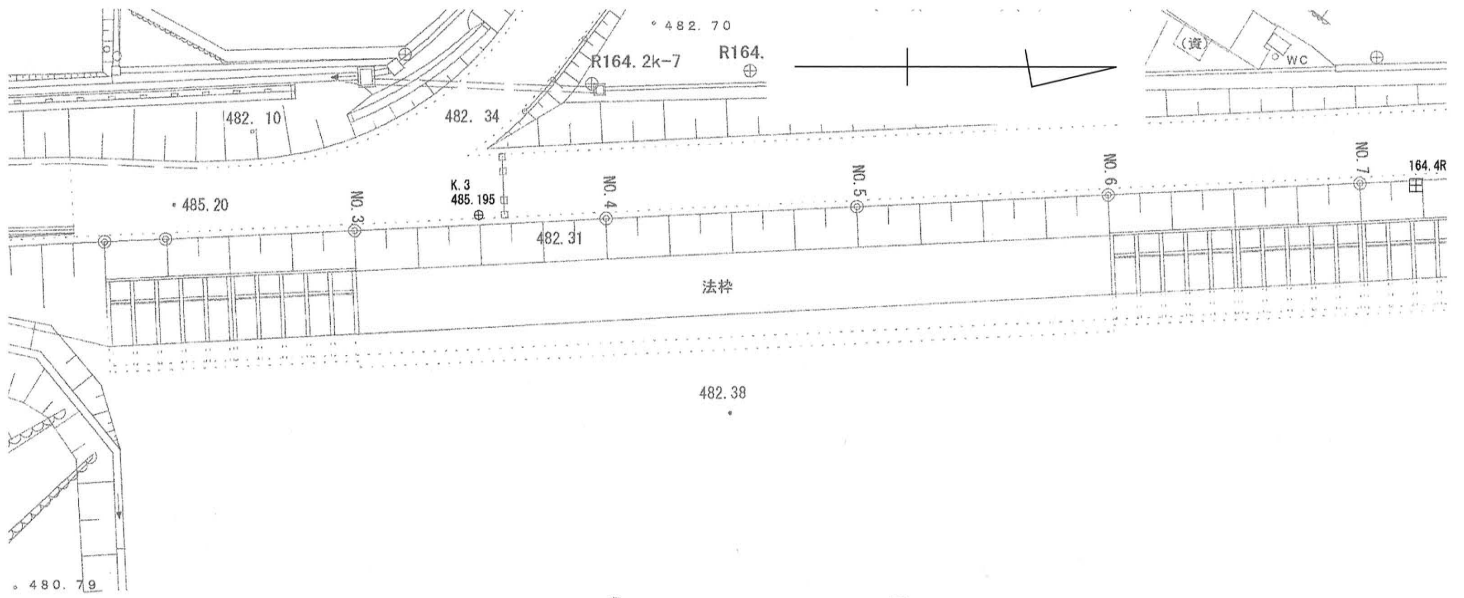 482.70
R164.2k-7
R164.
(資)
WC
482.10
482.34
485.20
K.3
485.195
NO.3
NO.4
NO.5
NO.6
NO.7
164.4R
482.31
法枠
482.38
480.79